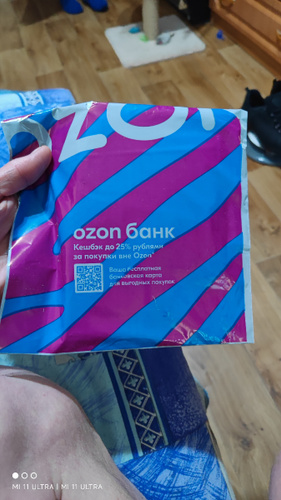 OZON
ozon банк
Кешбэк до 25% рублями
за покупки вне Ozon*
Ваша бесплатная
банковская карта
для выгодных покупок
MI 11 ULTRA | MI 11 ULTRA